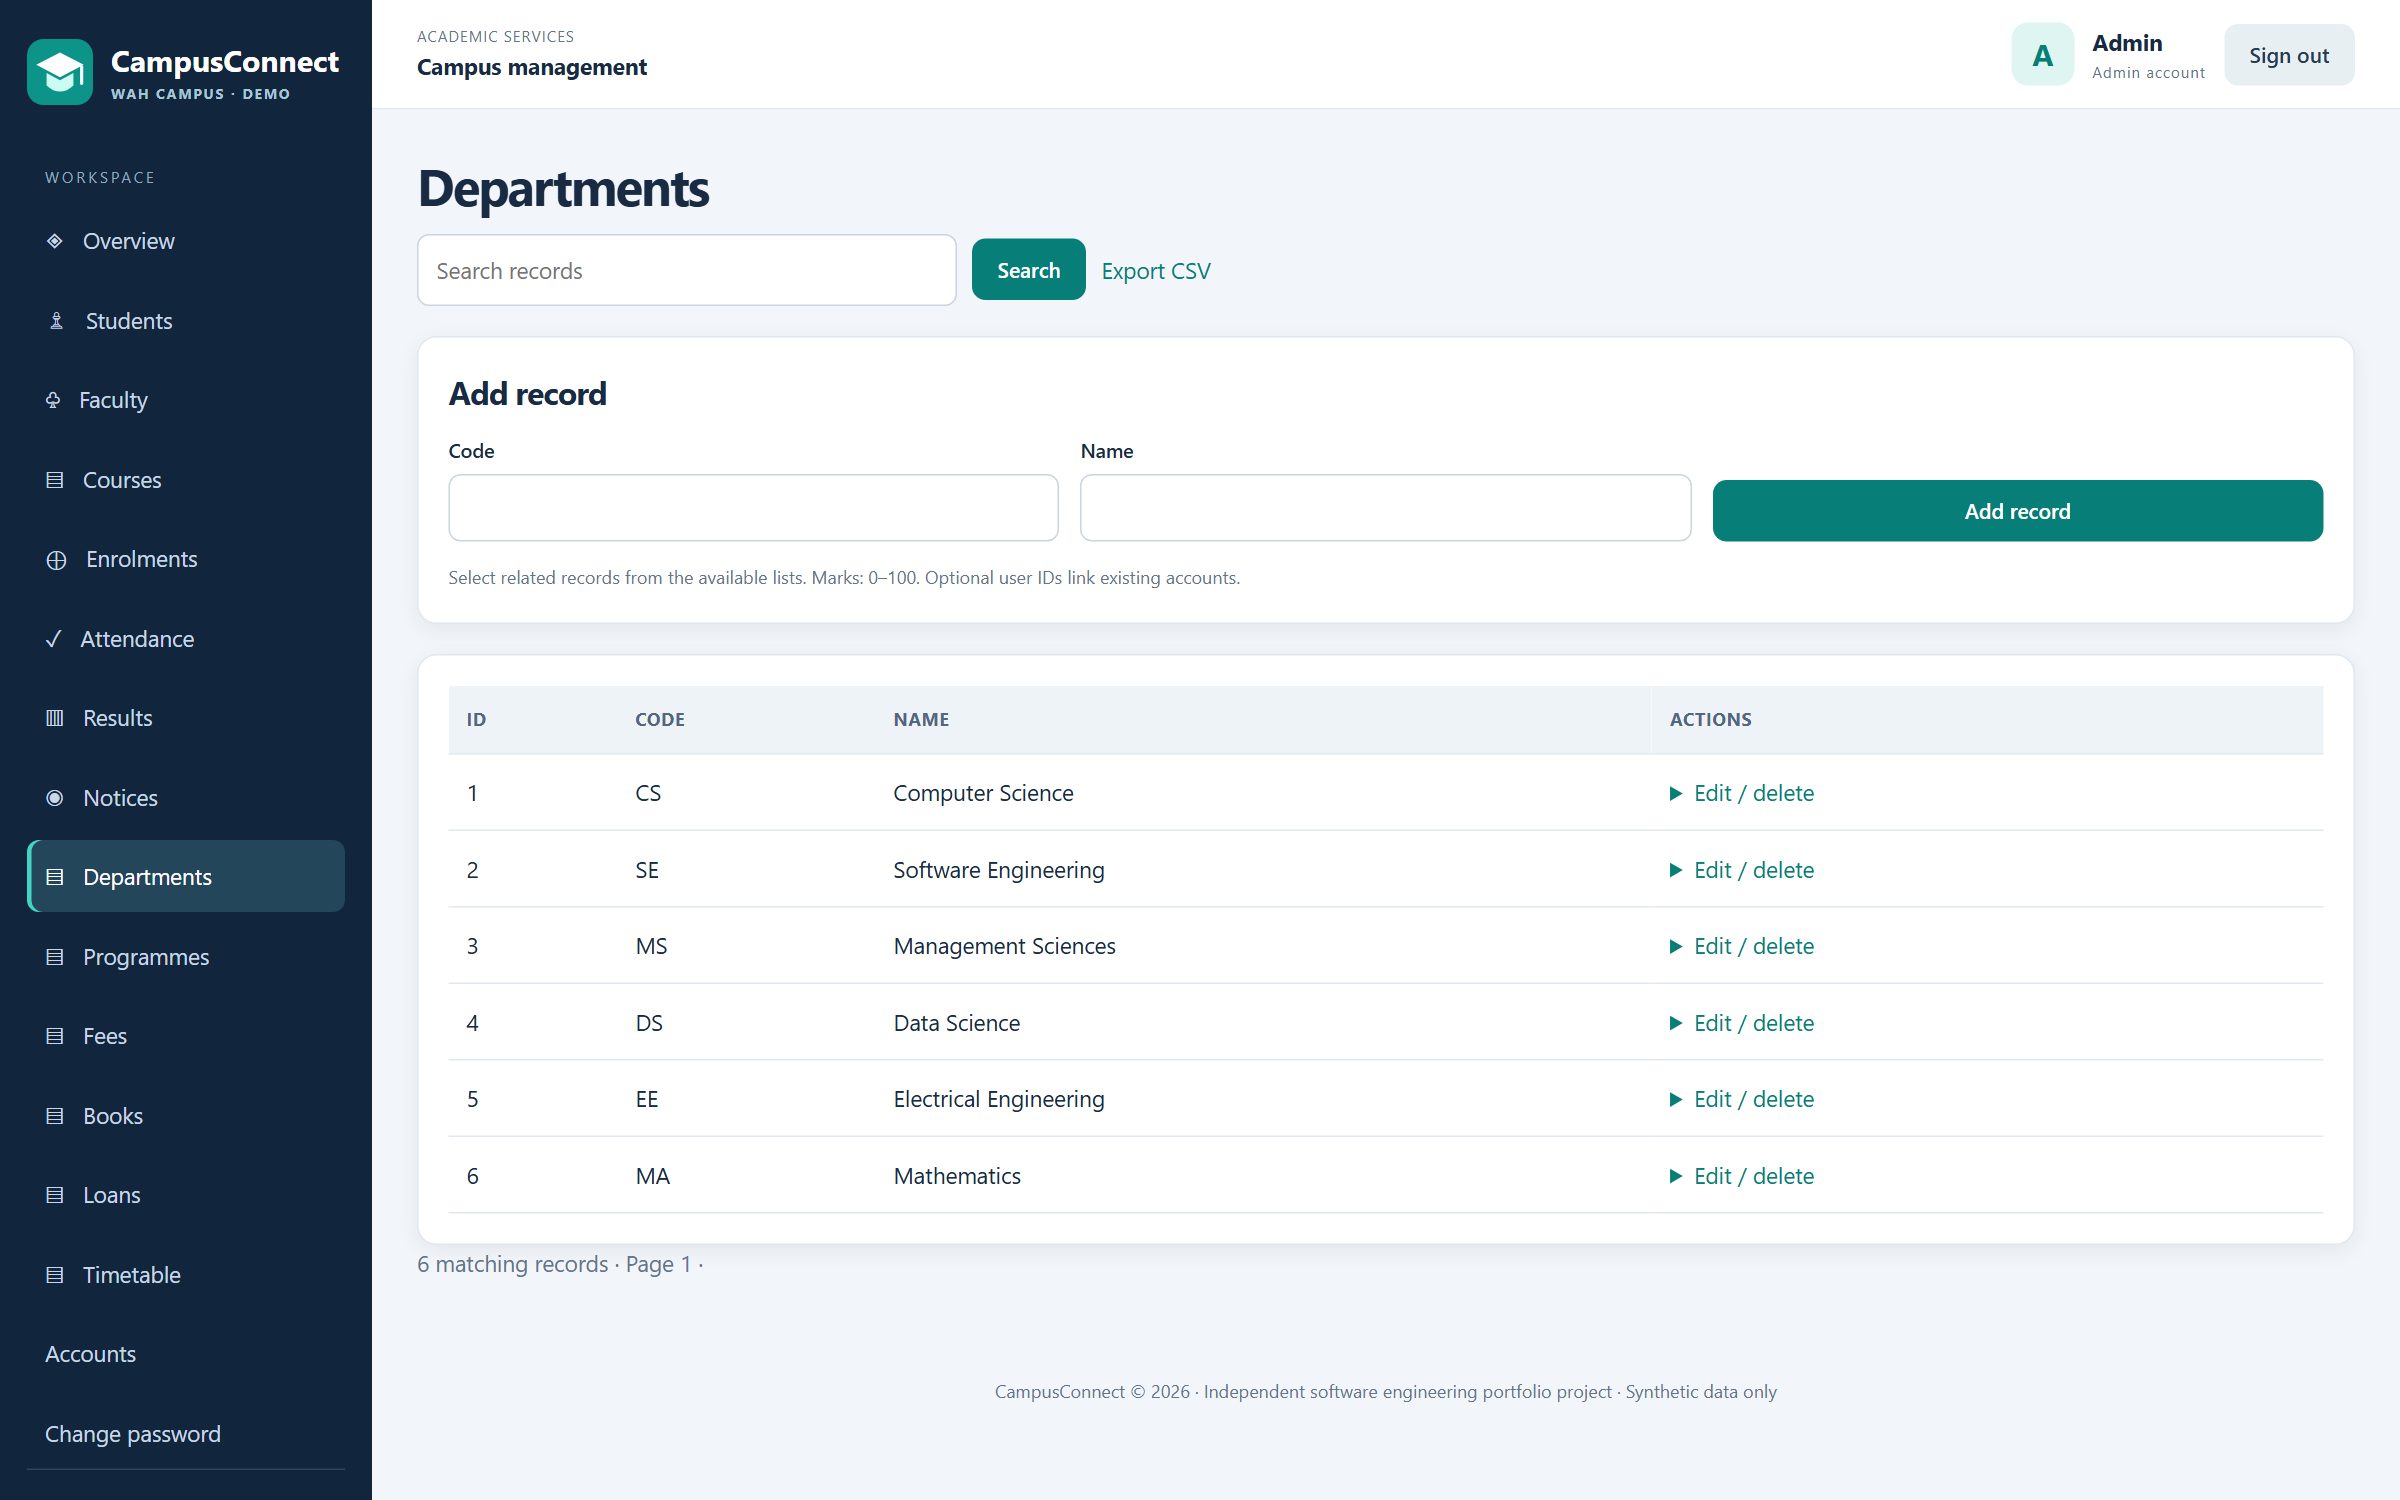 CampusConnect
WAH CAMPUS · DEMO
WORKSPACE
Overview
Students
Faculty
Courses
Enrolments
Attendance
Results
Notices
Departments
Programmes
Fees
Books
Loans
Timetable
Accounts
Change password
ACADEMIC SERVICES
Campus management
A
Admin
Admin account
Sign out
Departments
Search records
Search
Export CSV
Add record
Code
Name
Add record
Select related records from the available lists. Marks: 0–100. Optional user IDs link existing accounts.
ID CODE NAME ACTIONS
1 CS Computer Science ▶ Edit / delete
2 SE Software Engineering ▶ Edit / delete
3 MS Management Sciences ▶ Edit / delete
4 DS Data Science ▶ Edit / delete
5 EE Electrical Engineering ▶ Edit / delete
6 MA Mathematics ▶ Edit / delete
6 matching records · Page 1 ·
CampusConnect © 2026 · Independent software engineering portfolio project · Synthetic data only